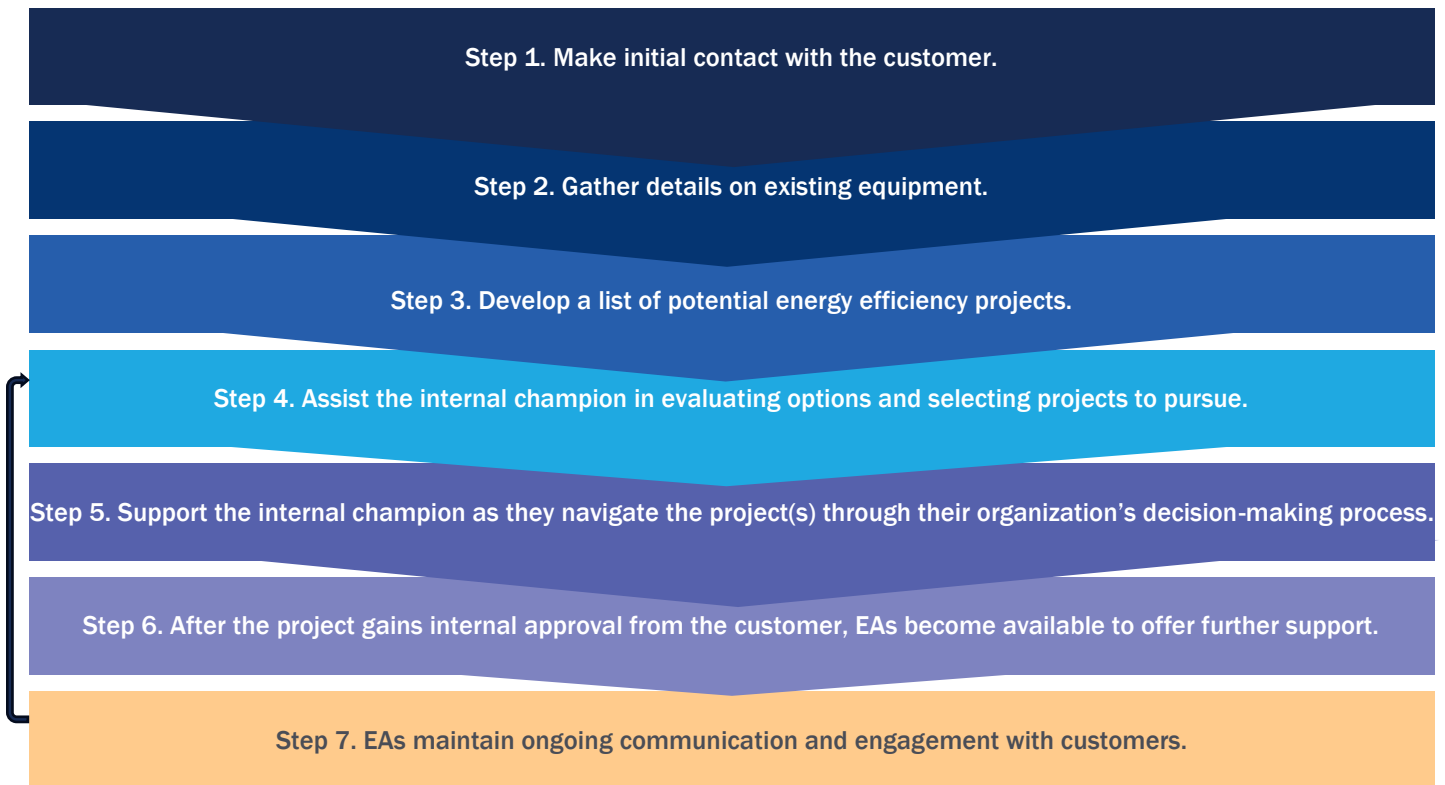 Step 1. Make initial contact with the customer.
Step 2. Gather details on existing equipment.
Step 3. Develop a list of potential energy efficiency projects.
Step 4. Assist the internal champion in evaluating options and selecting projects to pursue.
Step 5. Support the internal champion as they navigate the project(s) through their organization’s decision-making process.
Step 6. After the project gains internal approval from the customer, EAs become available to offer further support.
Step 7. EAs maintain ongoing communication and engagement with customers.